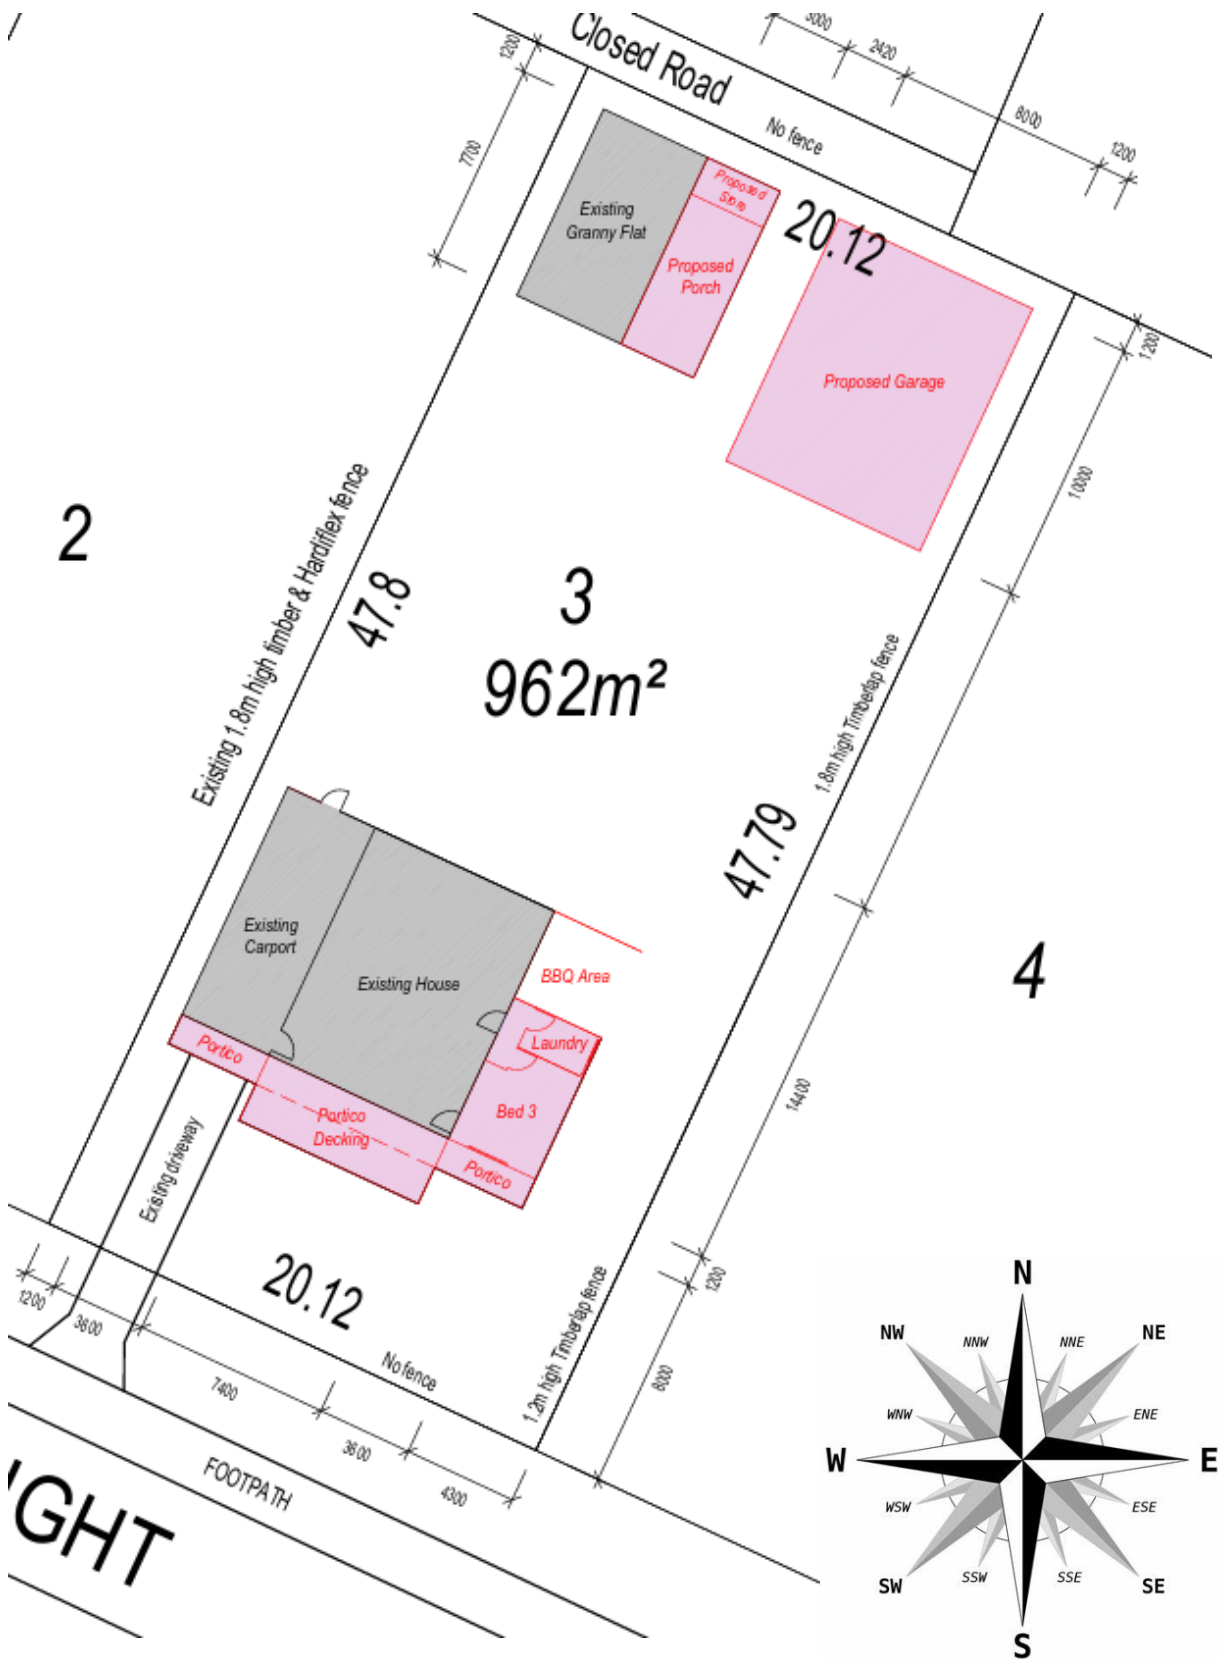 Closed Road
No fence
1200
7700
3000
2420
8000
1200
Existing
Granny Flat
Proposed
Store
Proposed
Porch
20.12
Proposed Garage
1200
10000
2
Existing 1.8m high timber & Hardiflex fence
47.8
3
962m²
1.8m high Timberlap fence
47.79
4
Existing
Carport
Existing House
BBQ Area
Laundry
Bed 3
Portico
Portico
Decking
Portico
Existing driveway
14400
1200
8000
1.2m high Timberlap fence
20.12
No fence
1200
3600
7400
3600
4300
FOOTPATH
IGHT
N
NNW
NNE
NW
NE
WNW
ENE
W
E
WSW
ESE
SW
SE
SSW
SSE
S